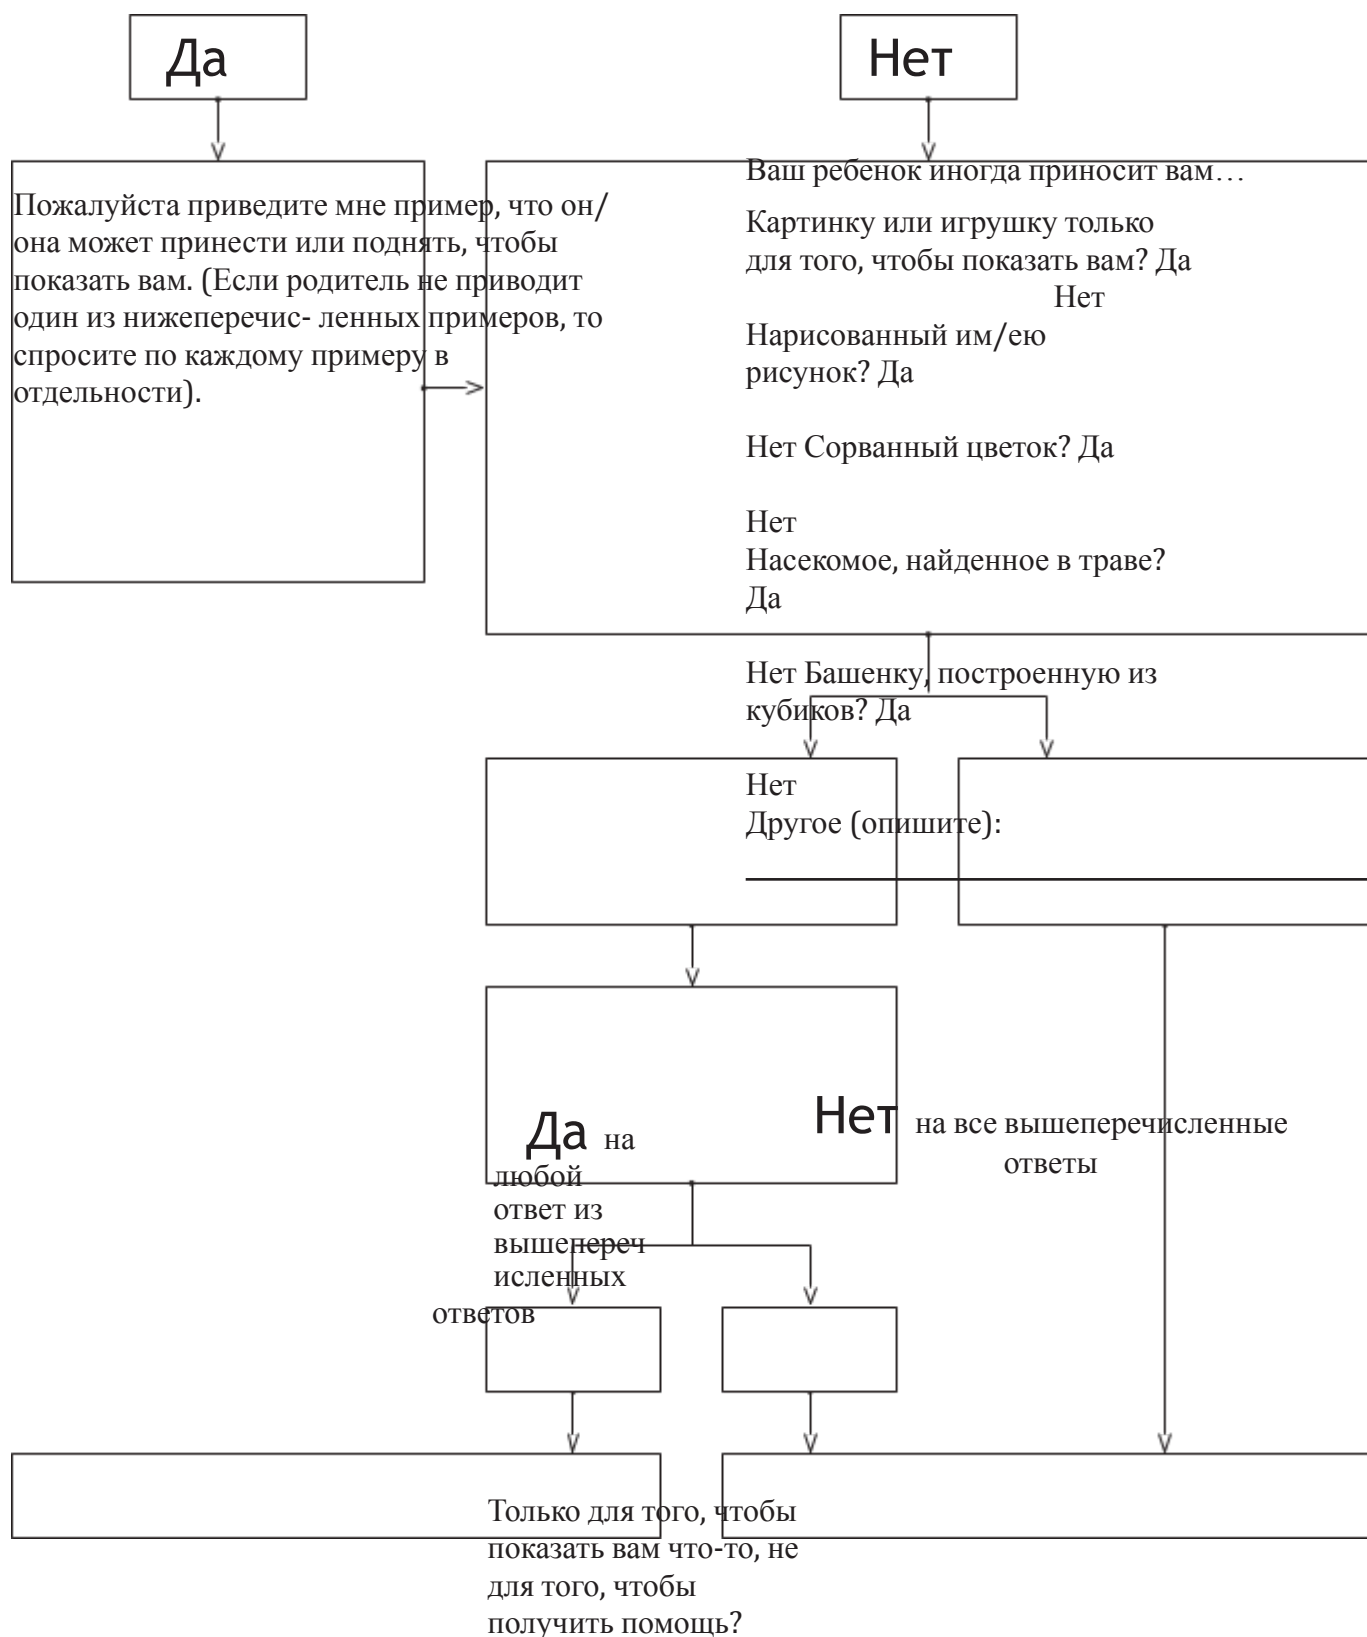 Да
Нет
Пожалуйста приведите мне пример, что он/
она может принести или поднять, чтобы
показать вам. (Если родитель не приводит
один из нижеперечис- ленных примеров, то
спросите по каждому примеру в
отдельности).
Ваш ребенок иногда приносит вам…
Картинку или игрушку только
для того, чтобы показать вам? Да
Нет
Нарисованный им/ею
рисунок? Да
Нет Сорванный цветок? Да
Нет
Насекомое, найденное в траве?
Да
Нет Башенку, построенную из
кубиков? Да
Нет
Другое (опишите):
Да на
любой
ответ из
вышепереч
исленных
ответов
Нет на все вышеперечисленные
ответы
Только для того, чтобы
показать вам что-то, не
для того, чтобы
получить помощь?